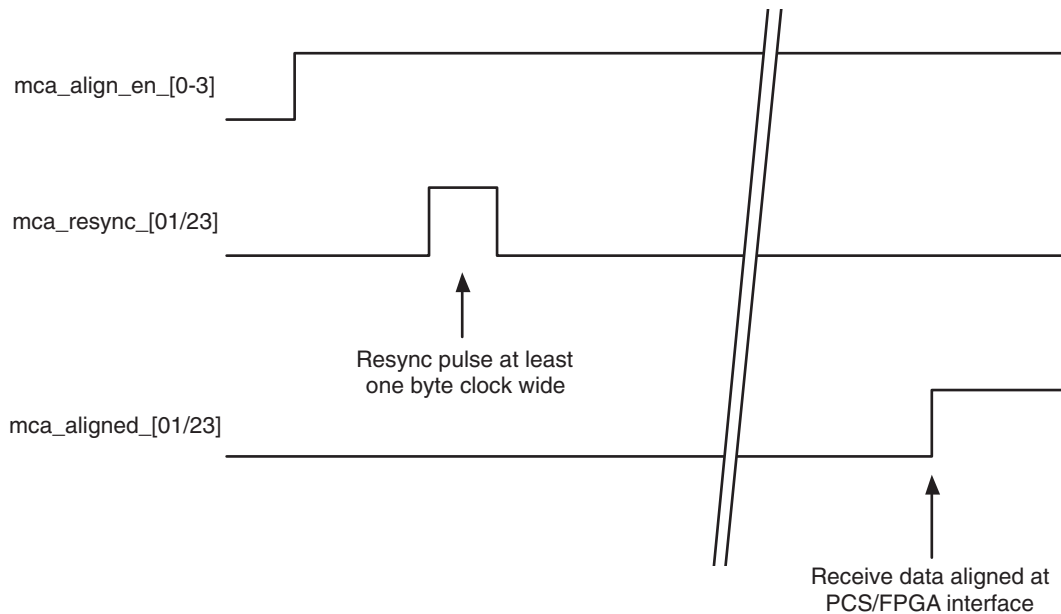 mca_align_en_[0-3]
mca_resync_[01/23]
Resync pulse at least
one byte clock wide
mca_aligned_[01/23]
Receive data aligned at
PCS/FPGA interface